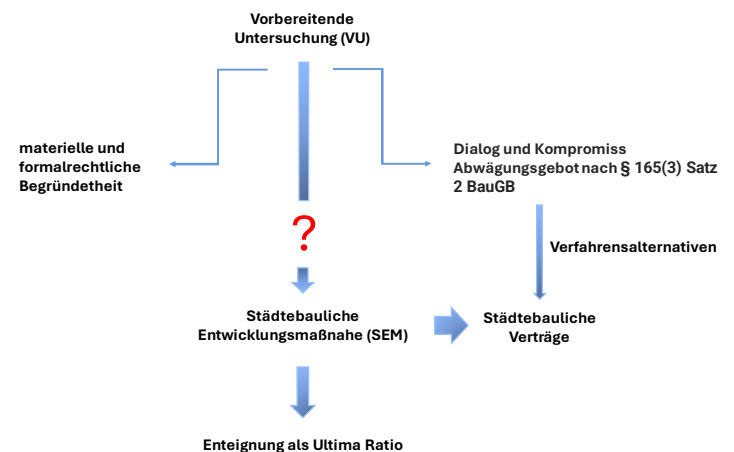 Vorbereitende
Untersuchung (VU)
materielle und
formalrechtliche
Begründetheit
Dialog und Kompromiss
Abwägungsgebot nach § 165(3) Satz
2 BauGB
?
Verfahrensalternativen
Städtebauliche
Entwicklungsmaßnahe (SEM)
Städtebauliche
Verträge
Enteignung als Ultima Ratio